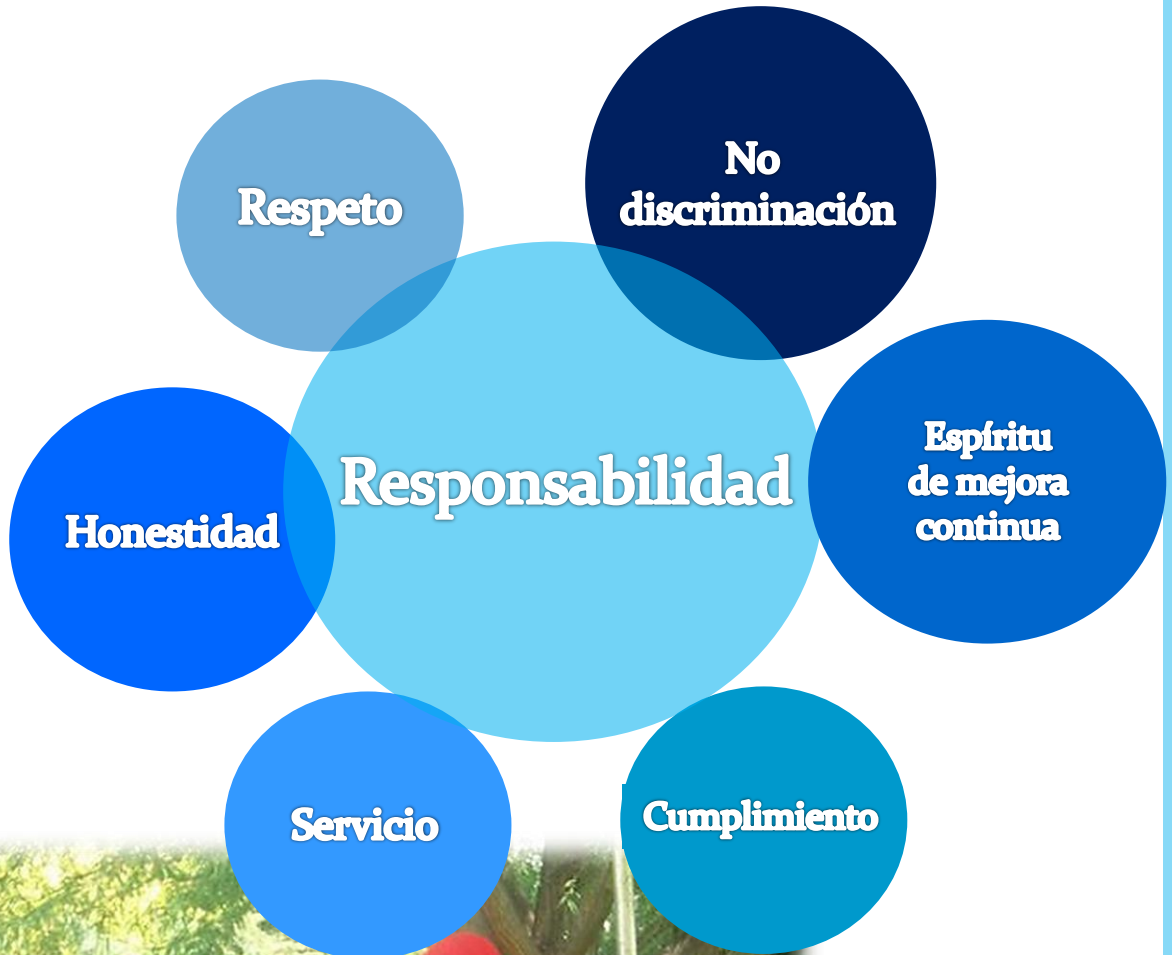 No
discriminación
Respeto
Espíritu
de mejora
continua
Responsabilidad
Honestidad
Servicio
Cumplimiento